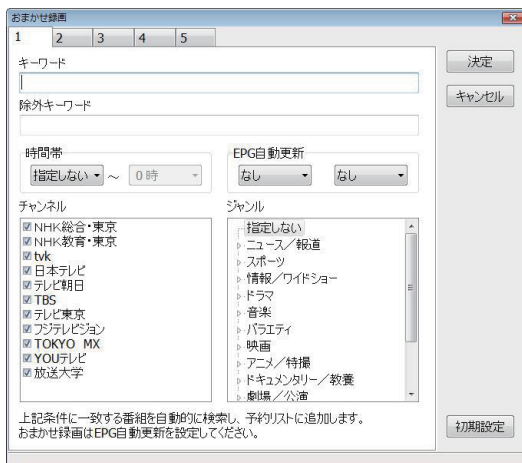 おまかせ録画
1 2 3 4 5
キーワード
決定
除外キーワード
キャンセル
時間帯
指定しない ～ 0時
EPG自動更新
なし なし
チャンネル
NHK総合・東京
NHK教育・東京
tvk
日本テレビ
テレビ朝日
TBS
テレビ東京
フジテレビジョン
TOKYO MX
YOUテレビ
放送大学
ジャンル
指定しない
ニュース／報道
スポーツ
情報／ワイドショー
ドラマ
音楽
バラエティ
映画
アニメ／特撮
ドキュメンタリー／教養
劇場／公演
上記条件に一致する番組を自動的に検索し、予約リストに追加します。
おまかせ録画はEPG自動更新を設定してください。
初期設定